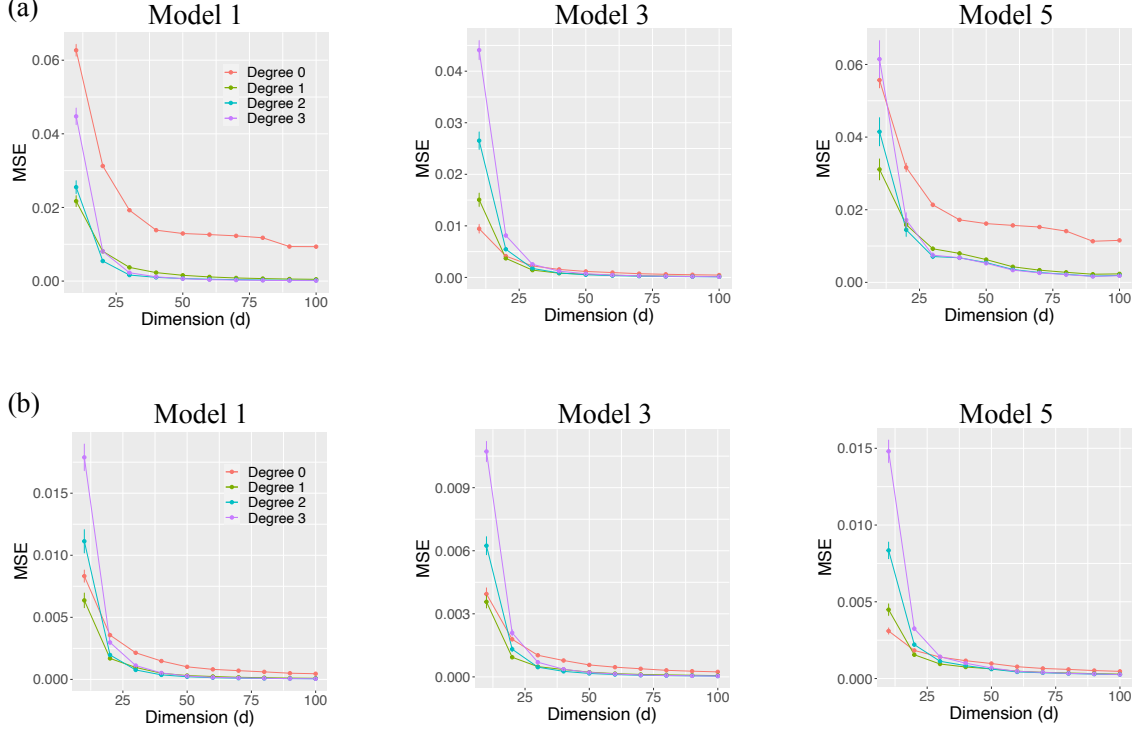 (a)
Model 1
Model 3
Model 5
MSE
0.06
0.04
0.02
0.00
Degree 0
Degree 1
Degree 2
Degree 3
25
50
75
100
Dimension (d)
MSE
0.04
0.03
0.02
0.01
0.00
25
50
75
100
Dimension (d)
MSE
0.06
0.04
0.02
0.00
25
50
75
100
Dimension (d)
(b)
Model 1
Model 3
Model 5
MSE
0.015
0.010
0.005
0.000
Degree 0
Degree 1
Degree 2
Degree 3
25
50
75
100
Dimension (d)
MSE
0.009
0.006
0.003
0.000
25
50
75
100
Dimension (d)
MSE
0.015
0.010
0.005
0.000
25
50
75
100
Dimension (d)